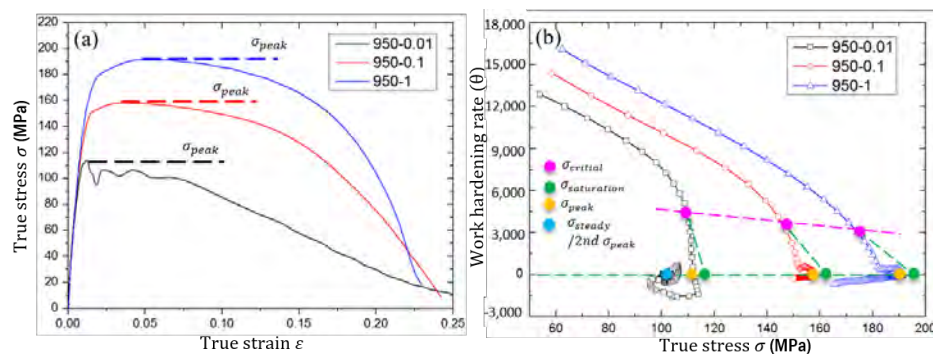 (a)
σpeak
σpeak
σpeak
950-0.01
950-0.1
950-1
True stress σ (MPa)
220
200
180
160
140
120
100
80
60
40
20
0
0.00
0.05
0.10
0.15
0.20
0.25
True strain ε
(b)
950-0.01
950-0.1
950-1
σcritial
σsaturation
σpeak
σsteady
/2nd σpeak
Work hardening rate (θ)
18,000
15,000
12,000
9,000
6,000
3,000
0
-3,000
60
80
100
120
140
160
180
200
True stress σ (MPa)